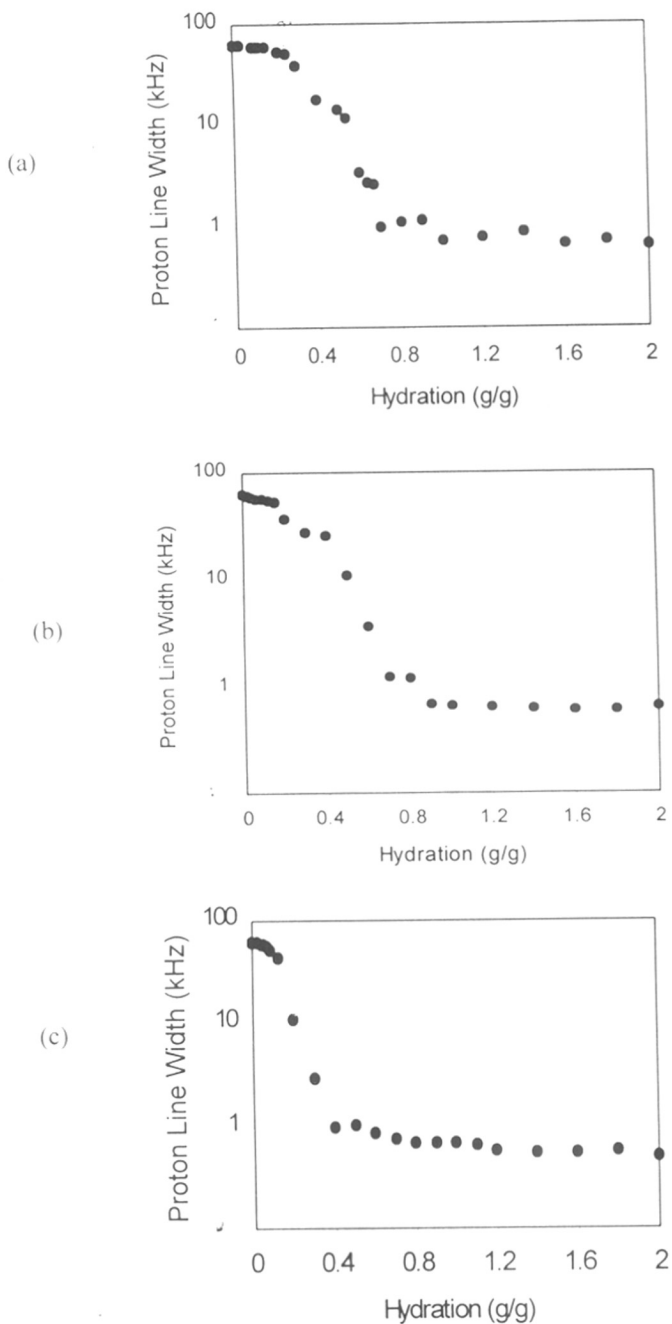 (a)
Proton Line Width (kHz)
100
10
1
0 0.4 0.8 1.2 1.6 2
Hydration (g/g)
(b)
Proton Line Width (kHz)
100
10
1
0 0.4 0.8 1.2 1.6 2
Hydration (g/g)
(c)
Proton Line Width (kHz)
100
10
1
0 0.4 0.8 1.2 1.6 2
Hydration (g/g)